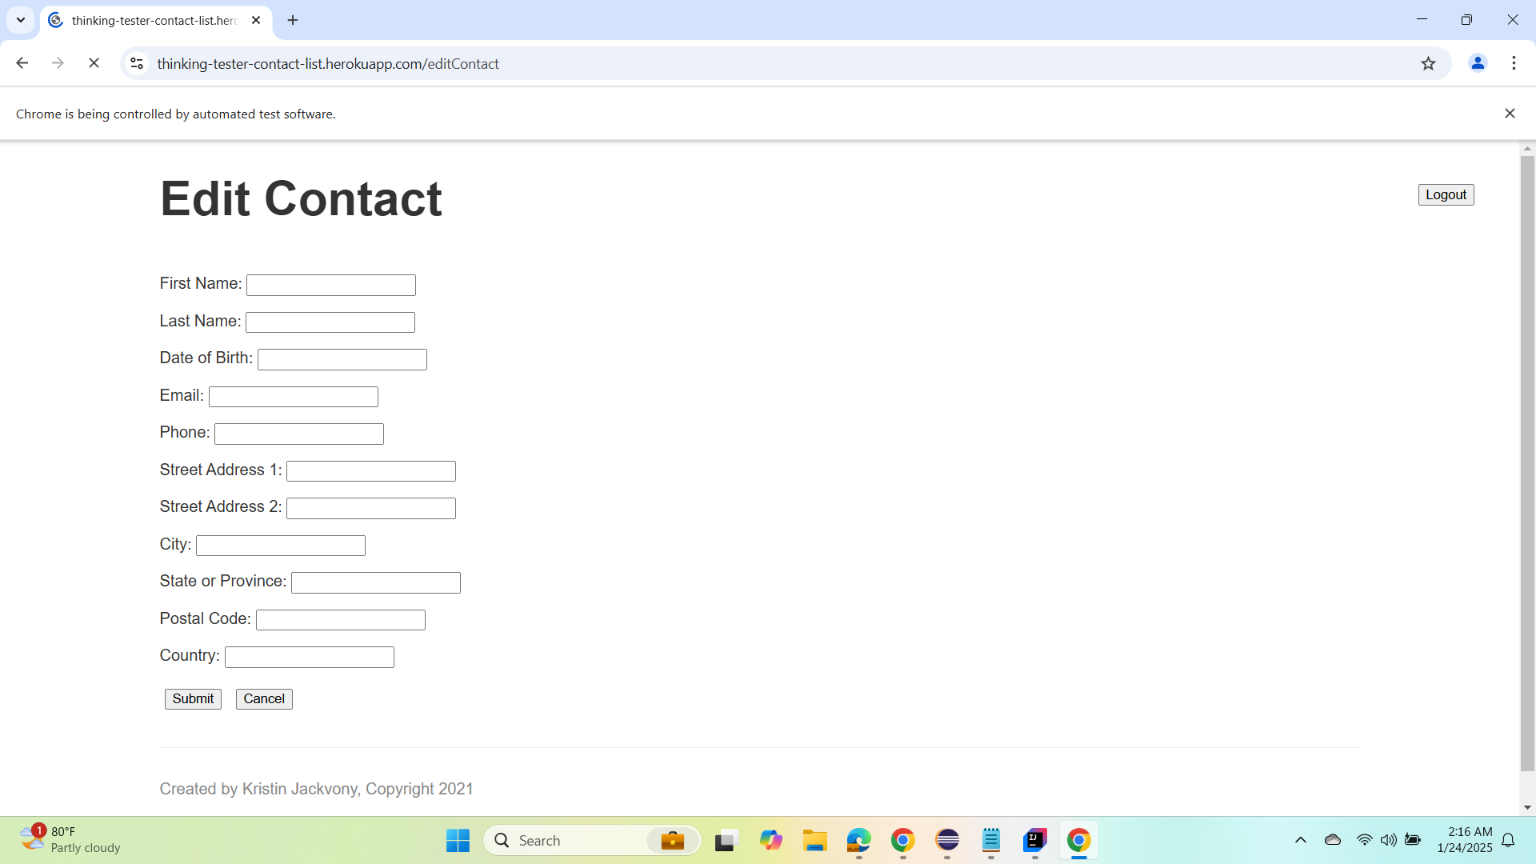 thinking-tester-contact-list.herc
thinking-tester-contact-list.herokuapp.com/editContact
Chrome is being controlled by automated test software.
Edit Contact
Logout
First Name:
Last Name:
Date of Birth:
Email:
Phone:
Street Address 1:
Street Address 2:
City:
State or Province:
Postal Code:
Country:
Submit
Cancel
Created by Kristin Jackvony, Copyright 2021
1
80°F
Partly cloudy
Search
2:16 AM
1/24/2025